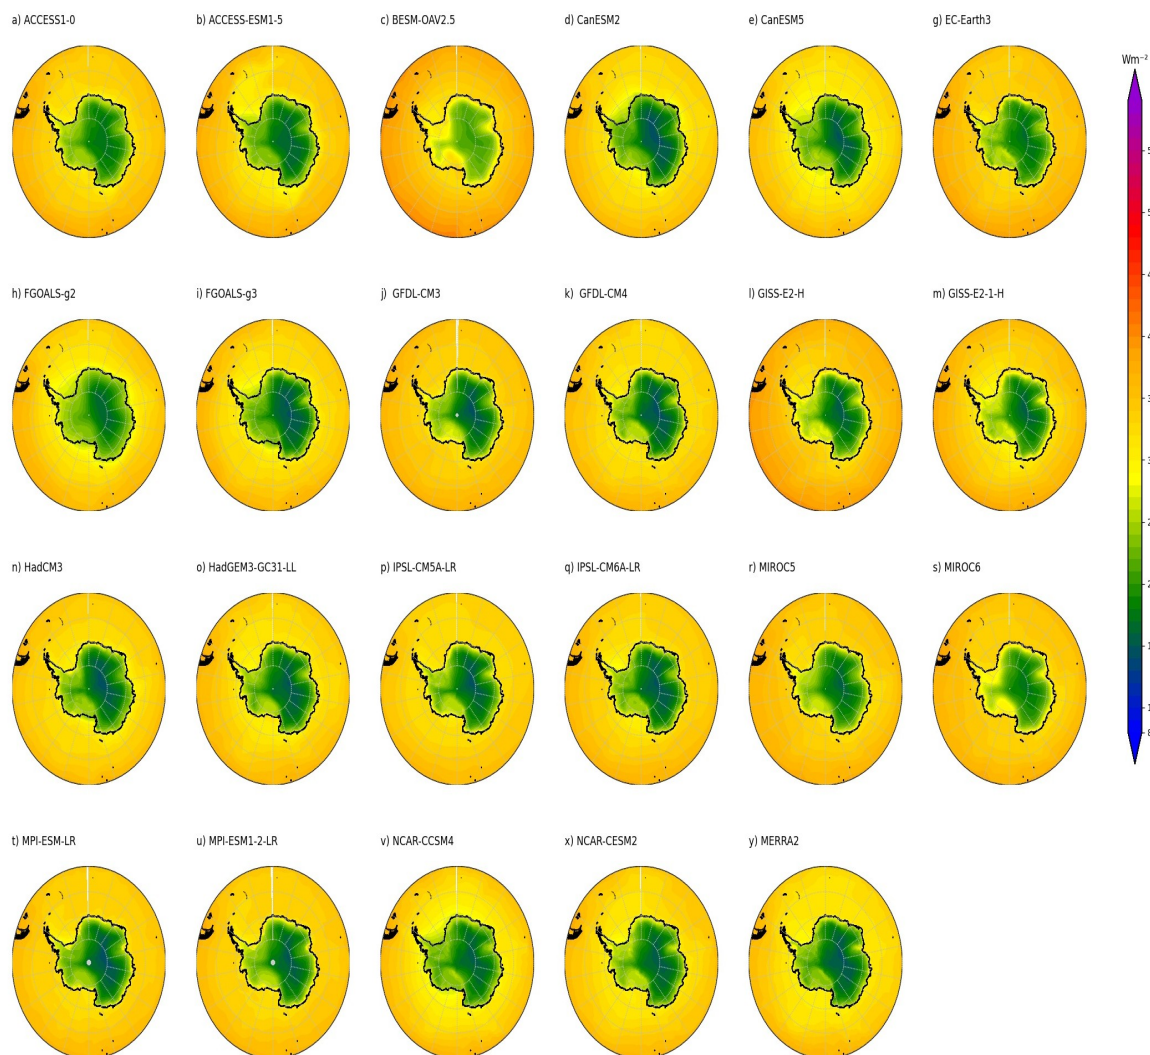 a) ACCESS1-0
b) ACCESS-ESM1-5
c) BESM-OAV2.5
d) CanESM2
e) CanESM5
g) EC-Earth3
Wm⁻²
h) FGOALS-g2
i) FGOALS-g3
j) GFDL-CM3
k) GFDL-CM4
l) GISS-E2-H
m) GISS-E2-1-H
n) HadCM3
o) HadGEM3-GC31-LL
p) IPSL-CM5A-LR
q) IPSL-CM6A-LR
r) MIROC5
s) MIROC6
t) MPI-ESM-LR
u) MPI-ESM1-2-LR
v) NCAR-CCSM4
x) NCAR-CESM2
y) MERRA2